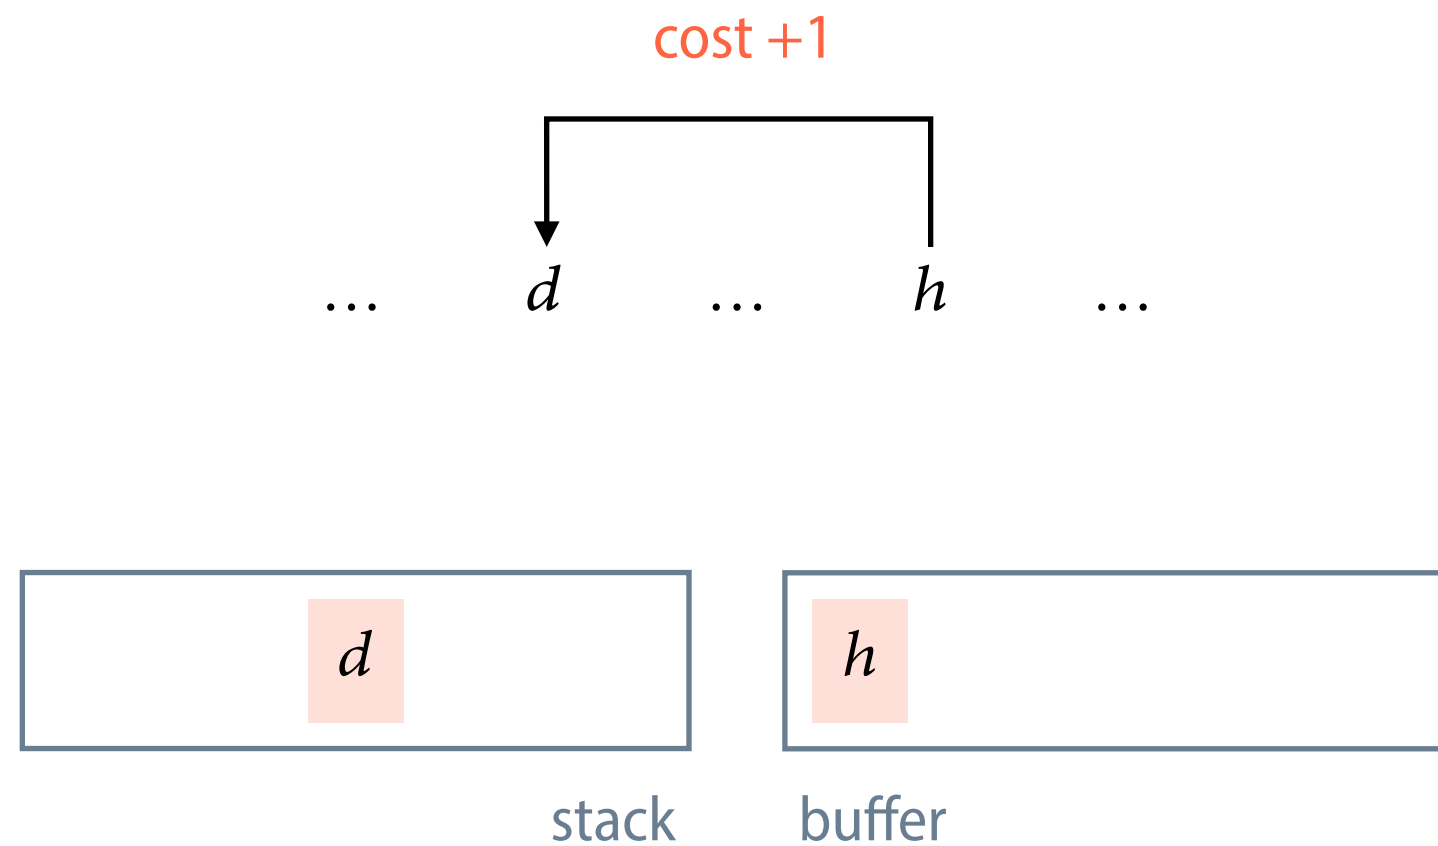 cost +1
… d … h …
d h
stack buffer